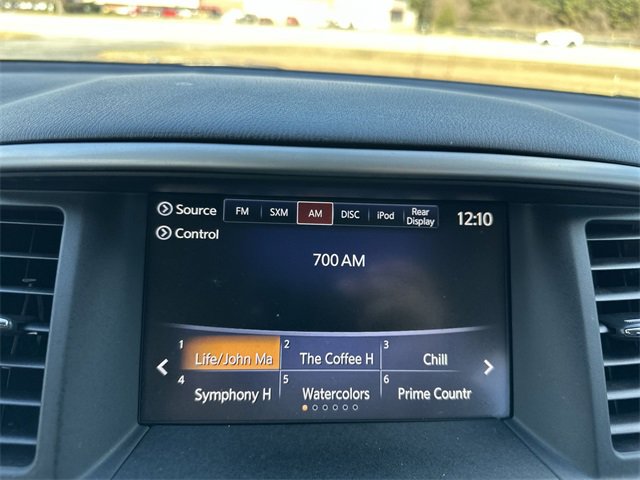 Source FM SXM AM DISC iPod Rear Display 12:10
Control
700 AM
1 Life/John Ma 2 The Coffee H 3 Chill
4 Symphony H 5 Watercolors 6 Prime Countr